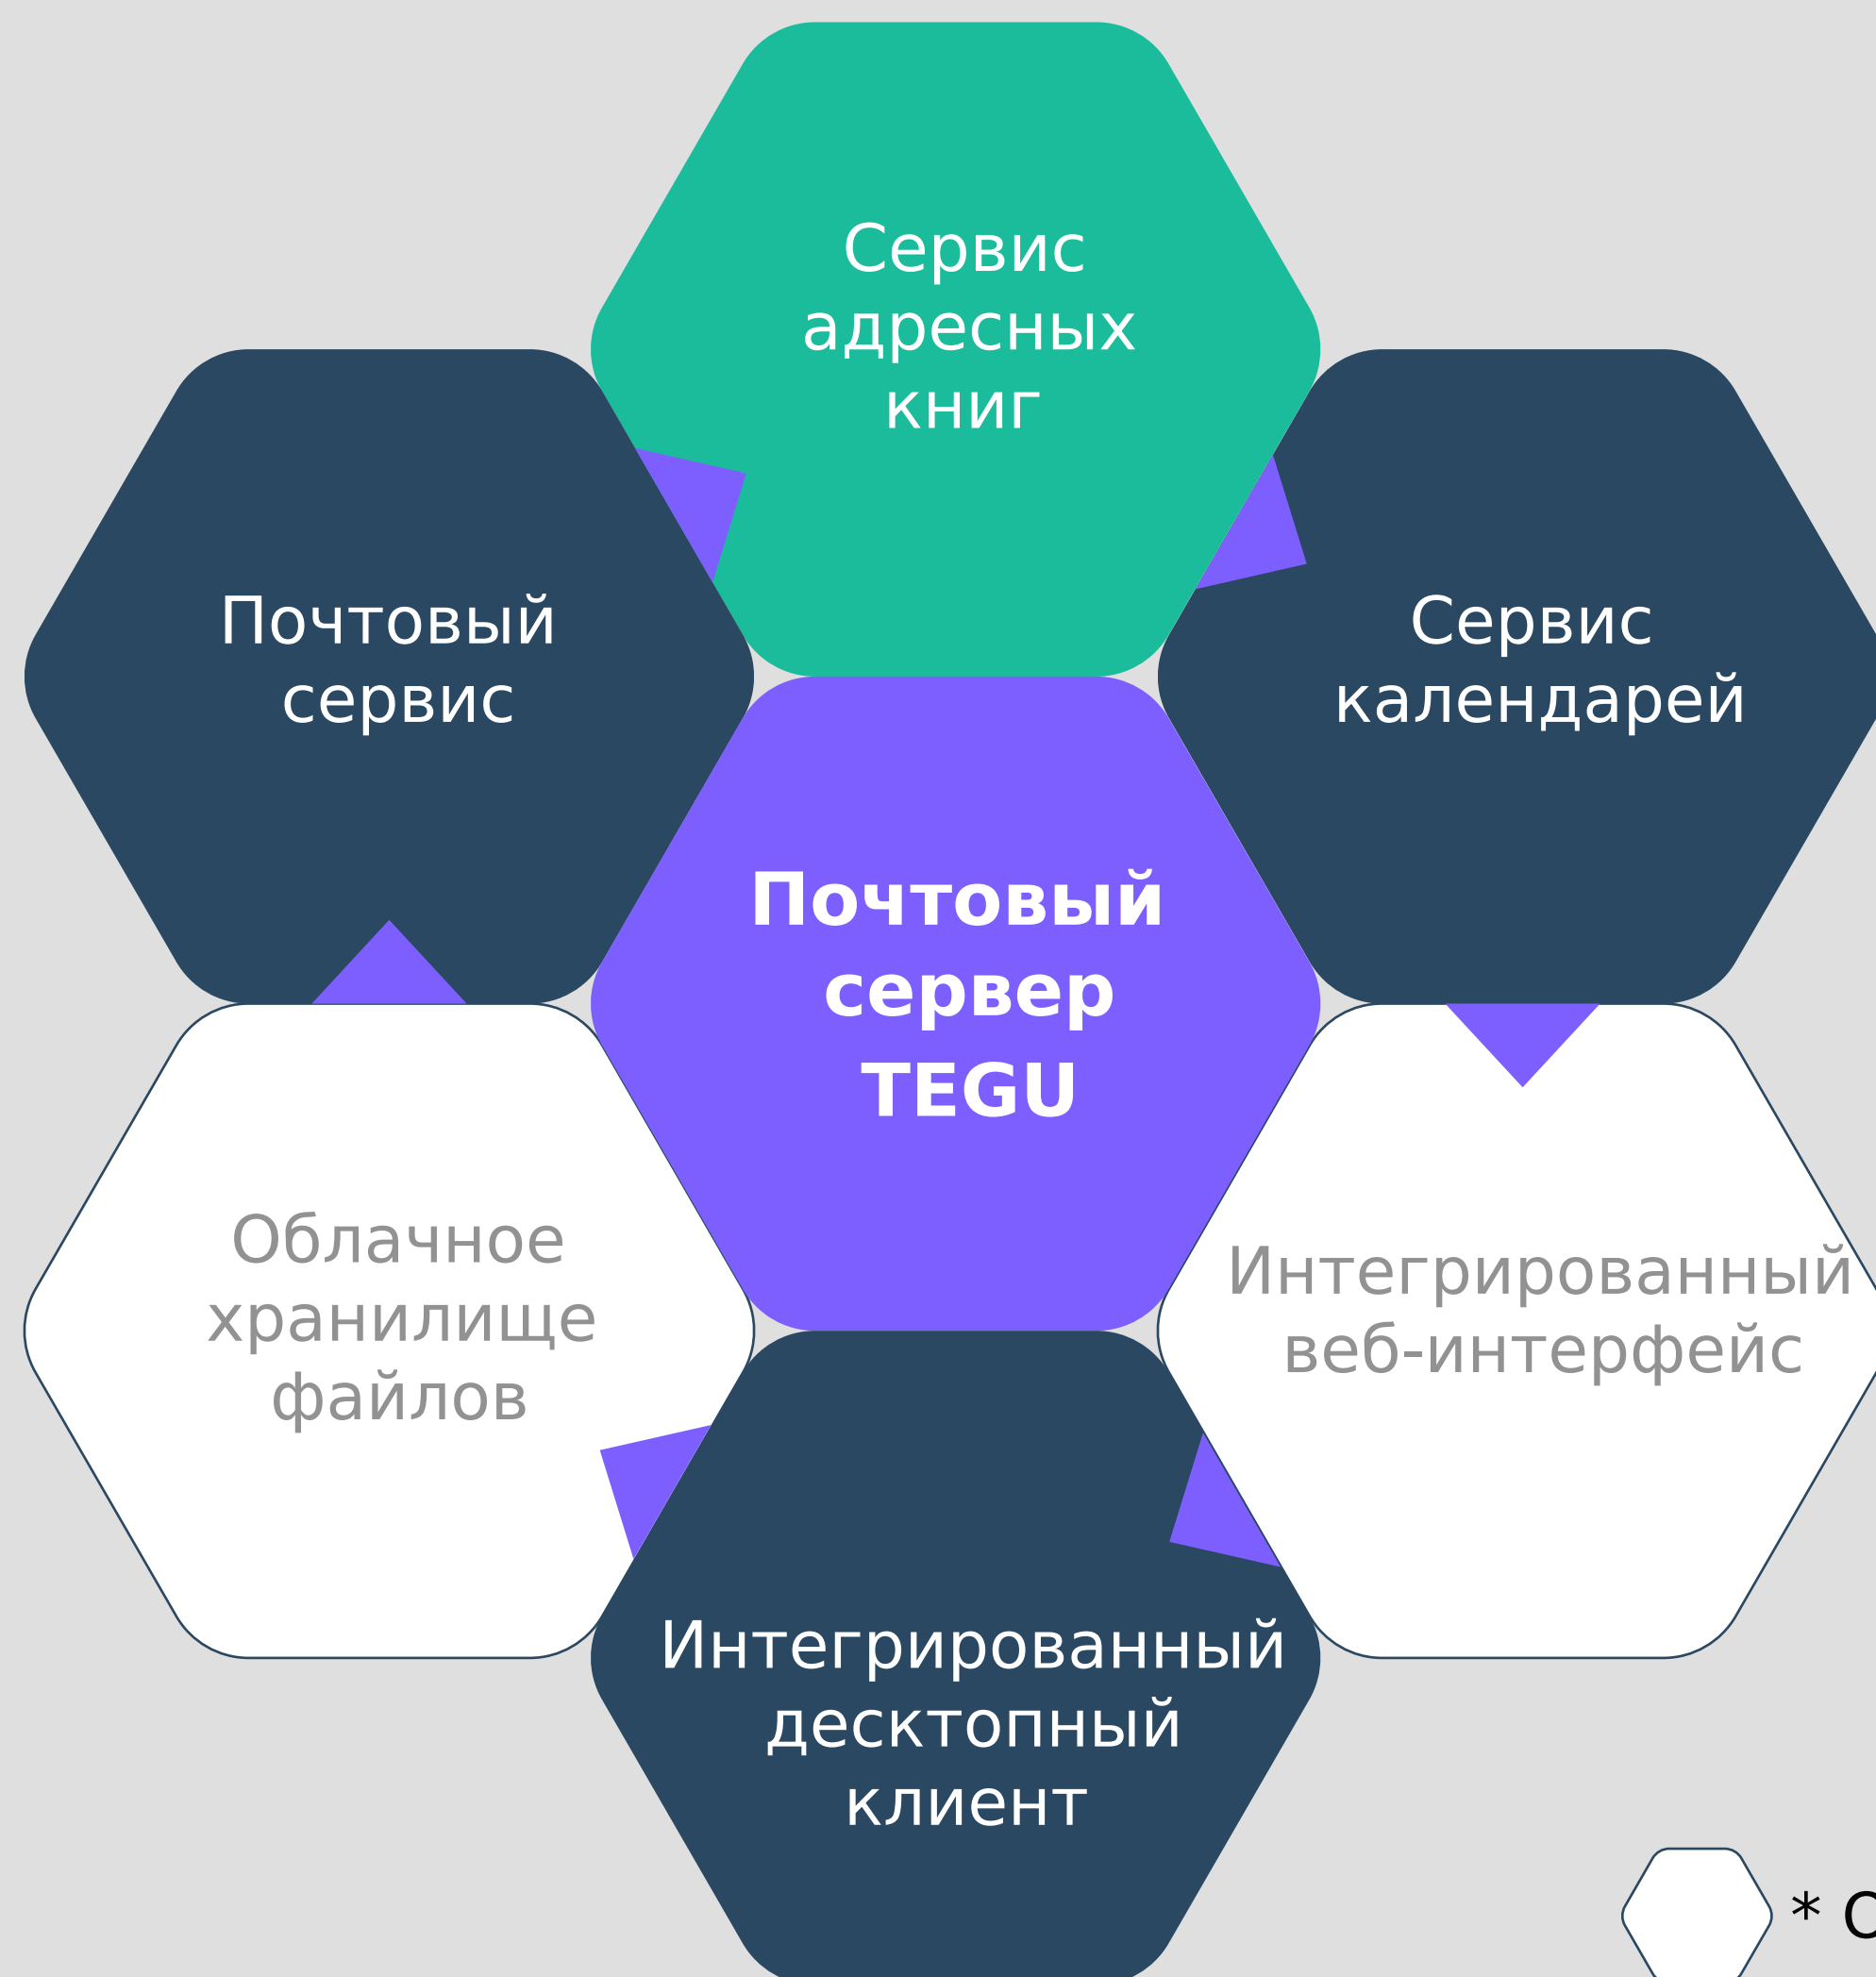 Сервис
адресных
книг
Почтовый
сервис
Сервис
календарей
Почтовый
сервер
TEGU
Облачное
хранилище
файлов
Интегрированный
веб-интерфейс
Интегрированный
десктопный
клиент
*